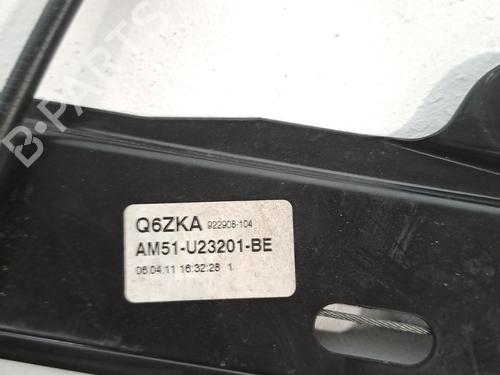 B-PARTS
Q6ZKA 922906-104
AM51-U23201-BE
06.04.11 16:32:28 1